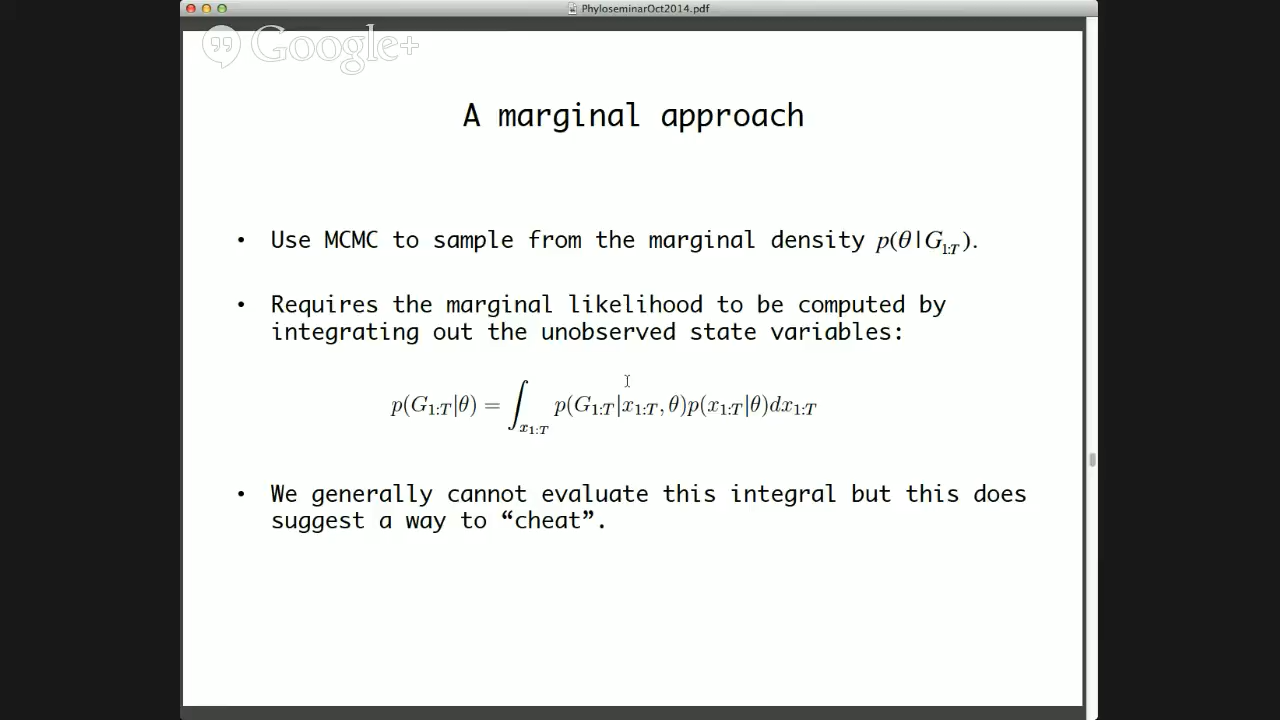 PhyloseminarOct2014.pdf
Google+
A marginal approach
• Use MCMC to sample from the marginal density p(θ|G₁:T).
• Requires the marginal likelihood to be computed by
integrating out the unobserved state variables:
p(G₁:T|θ) = ∫x₁:T p(G₁:T|x₁:T, θ)p(x₁:T|θ)dx₁:T
• We generally cannot evaluate this integral but this does
suggest a way to “cheat”.